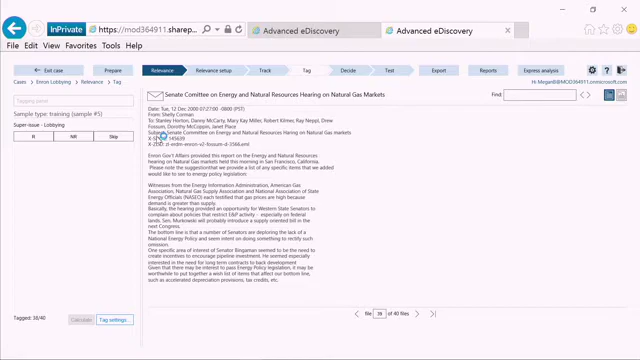 InPrivate
https://mod364911.sharep
Advanced eDiscovery
Advanced eDiscovery
File Edit View Favorites Tools Help
Exit case
Prepare
Relevance
Relevance setup
Track
Tag
Decide
Test
Export
Reports
Express analysis
Cases > Enron Lobbying > Relevance > Tag
Hi MeganB@MOD364911.onmicrosoft
Tagging panel
Sample type: training (sample #5)
Super-issue - Lobbying
R
NR
Skip
Senate Comittee on Energy and Natural Resources Hearing on Natural Gas Markets
Find:
Date: Tue, 12 Dec 2000 07:27:00 -0800 (PST)
From: Shelly Corman
To: Stanley Horton, Danny McCarty, Mary Kay Miller, Robert Kilmer, Ray Neppl, Drew
Fossum, Dorothy McCoppin, Janet Place
Subject: Senate Comittee on Energy and Natural Resources Haring on Natural Gas markets
145639
Enron Gov't Affairs provided this report on the Energy and Natural Resources
hearing on Natural Gas markets held this morning in San Francisco, California.
Please note the suggestion that we provide a list of any specific items that we added
would like to see to energy policy legislation:
Witnesses from the Energy Information Administration, American Gas
Association, Natural Gas Supply Association and National Association of State
Energy Officials (NASEO) each testified that gas prices are high because
demand is greater than supply.
Basically, the hearing provided an opportunity for Western State Senators to
complain about policies that restrict E&P activity - especially on federal
lands. Sen. Murkowski will probably introduce a supply oriented bill in the
next Congress.
The bottom line is that a number of Senators are deploring the lack of a
National Energy Policy and seem intent on doing something to rectify such
omission.
One specific area of interest of Senator Bingaman seemed to be the need to
create incentives to encourage pipeline investment. He seemed especially
interested in the need for long term contracts to back development
Given that there may be interest to pass Energy Policy legislation, it may be
worthwhile to put together a wish list of items that affect our bottom line,
such as accelerated depreciation provisions, tax credits, etc.
Tagged: 38/40
Calculate
Tag settings...
file 39 of 40 files